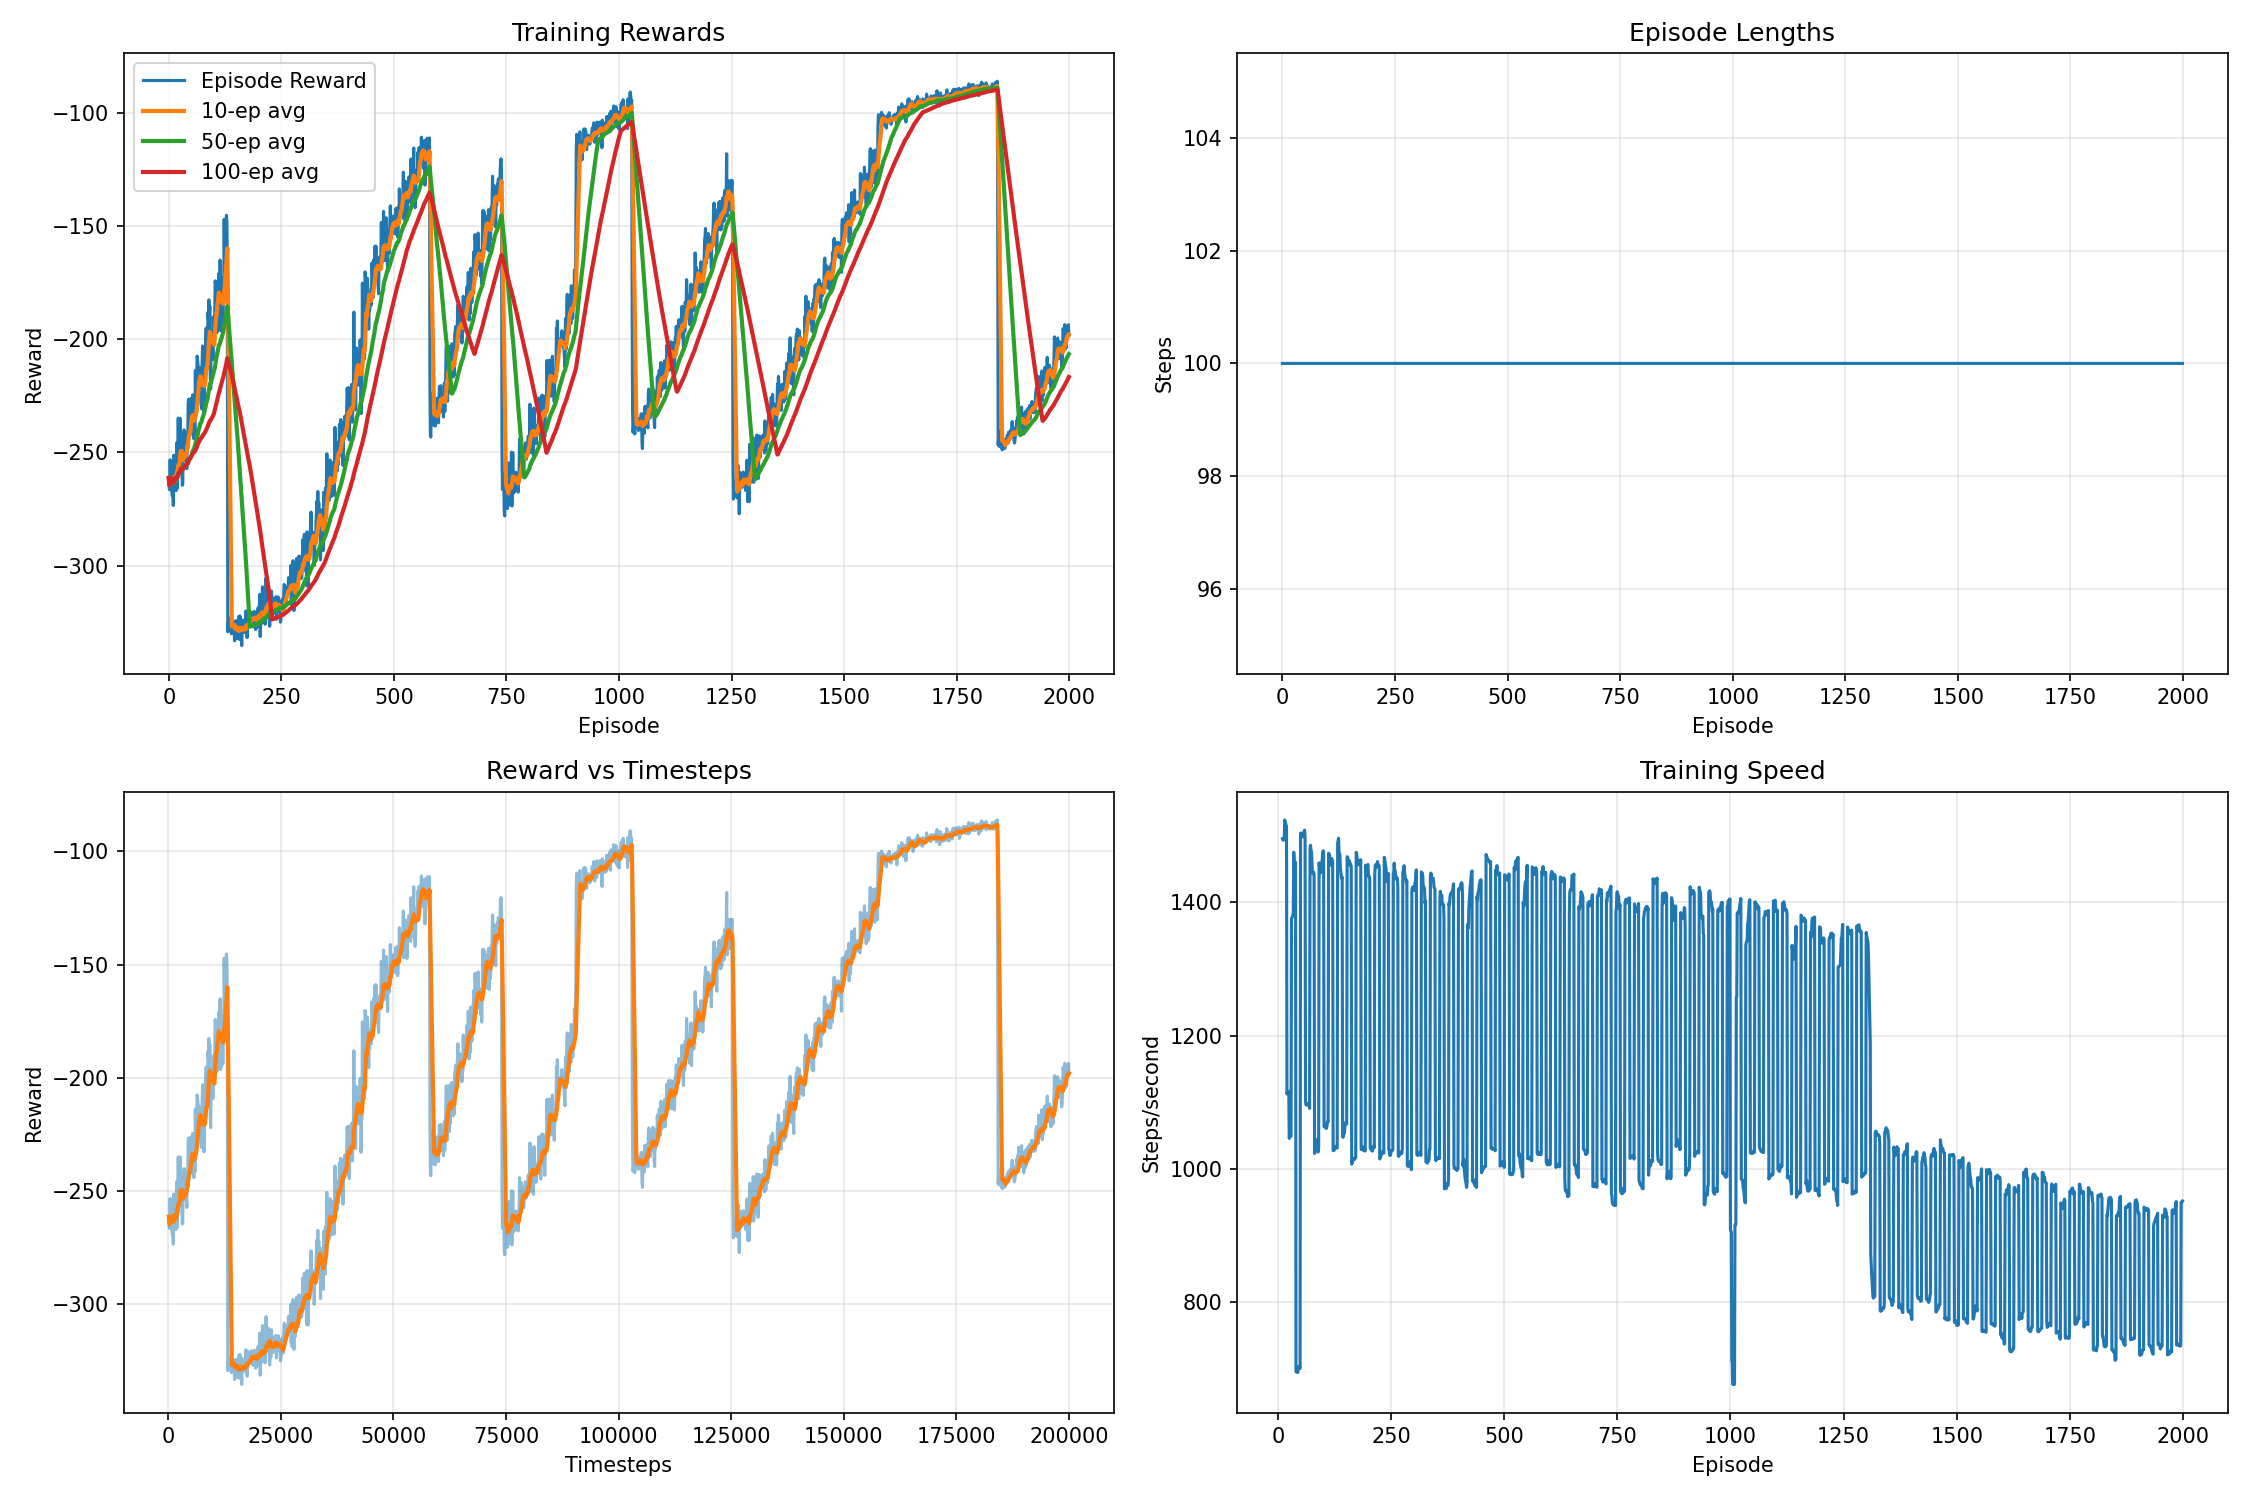 Training Rewards
Episode Reward
10-ep avg
50-ep avg
100-ep avg
Reward
−100
−150
−200
−250
−300
0 250 500 750 1000 1250 1500 1750 2000
Episode
Episode Lengths
Steps
104
102
100
98
96
0 250 500 750 1000 1250 1500 1750 2000
Episode
Reward vs Timesteps
Reward
−100
−150
−200
−250
−300
0 25000 50000 75000 100000 125000 150000 175000 200000
Timesteps
Training Speed
Steps/second
1400
1200
1000
800
0 250 500 750 1000 1250 1500 1750 2000
Episode